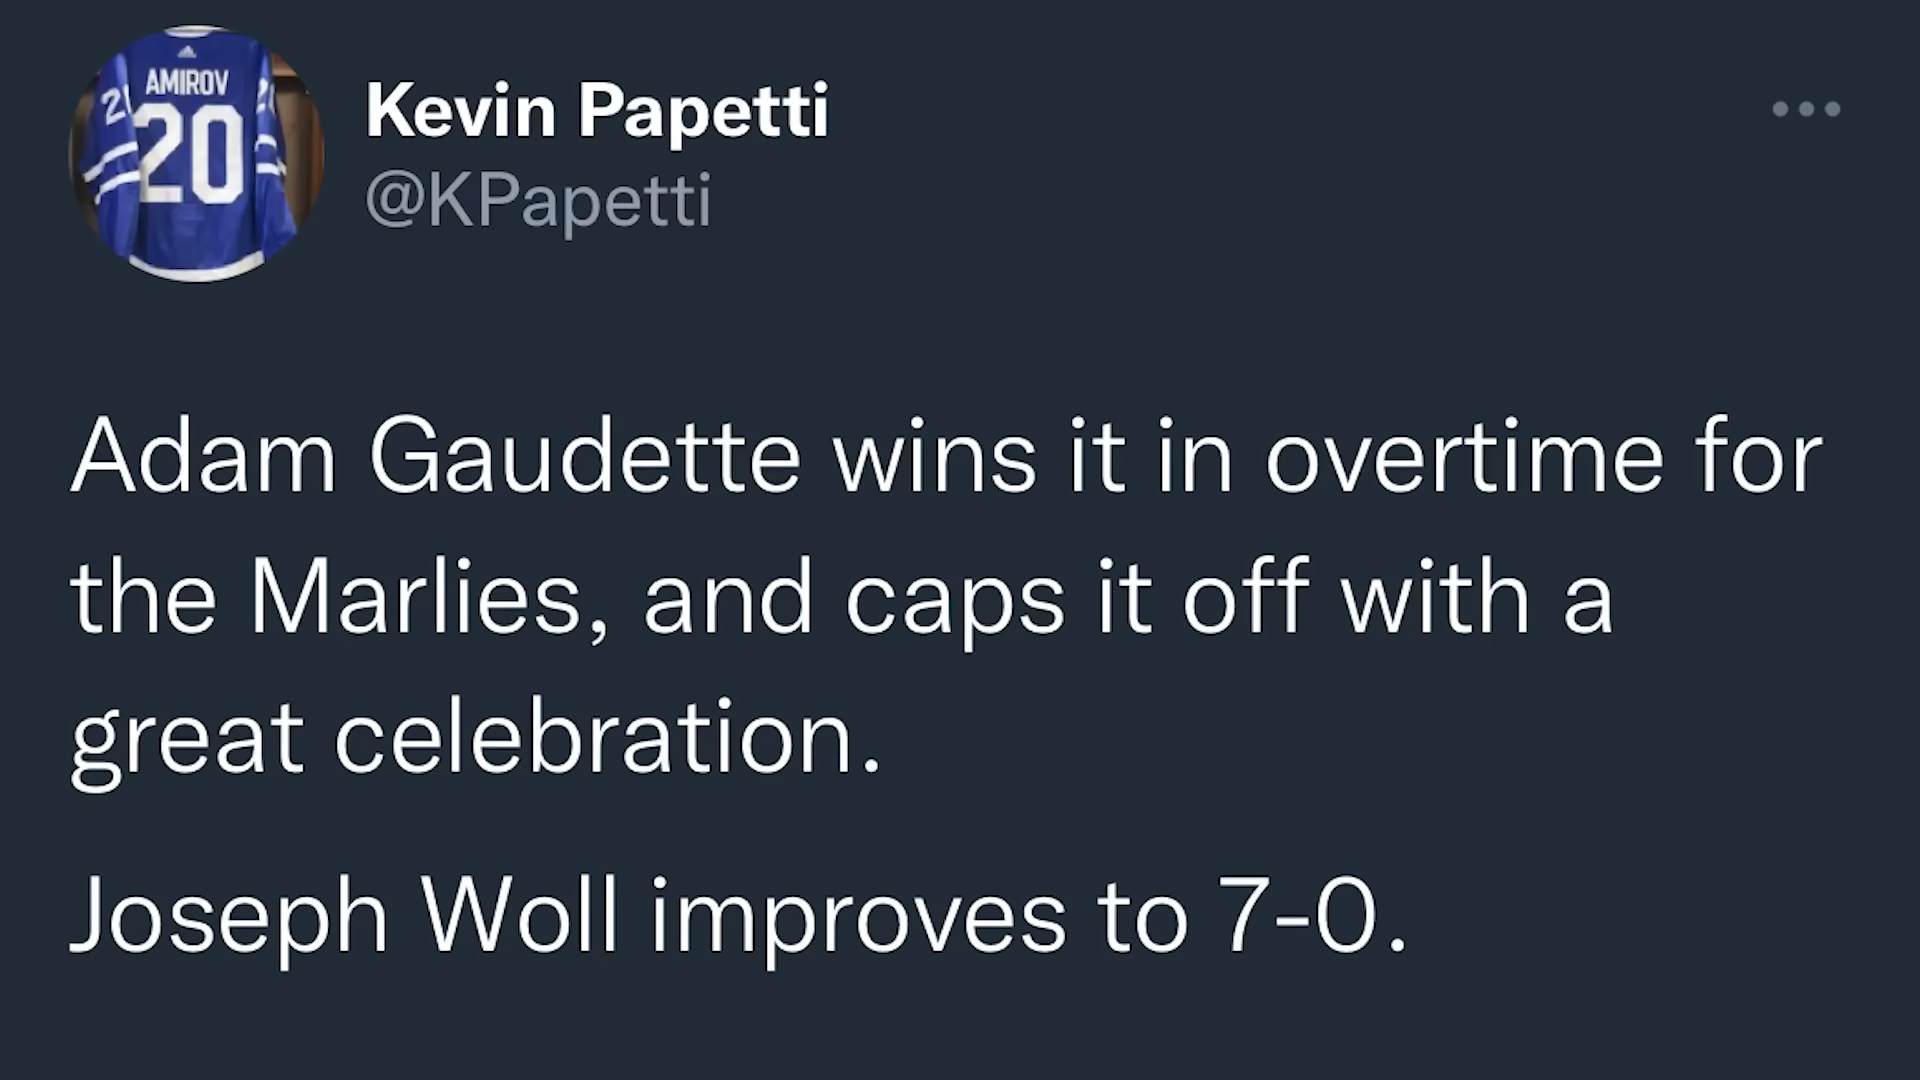 AMIROV
20
20
Kevin Papetti
@KPapetti
Adam Gaudette wins it in overtime for
the Marlies, and caps it off with a
great celebration.
Joseph Woll improves to 7-0.